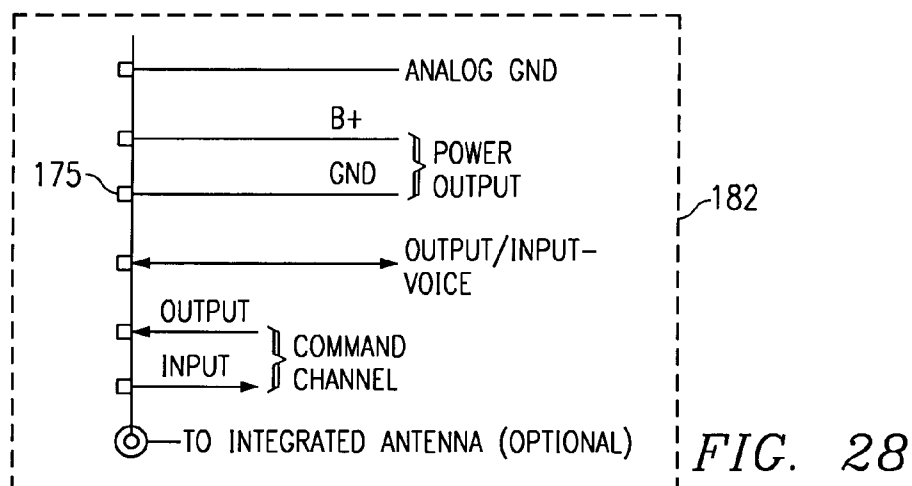 ANALOG GND
B+
GND
POWER
OUTPUT
175
182
OUTPUT/INPUT-
VOICE
OUTPUT
INPUT
COMMAND
CHANNEL
TO INTEGRATED ANTENNA (OPTIONAL)
FIG. 28